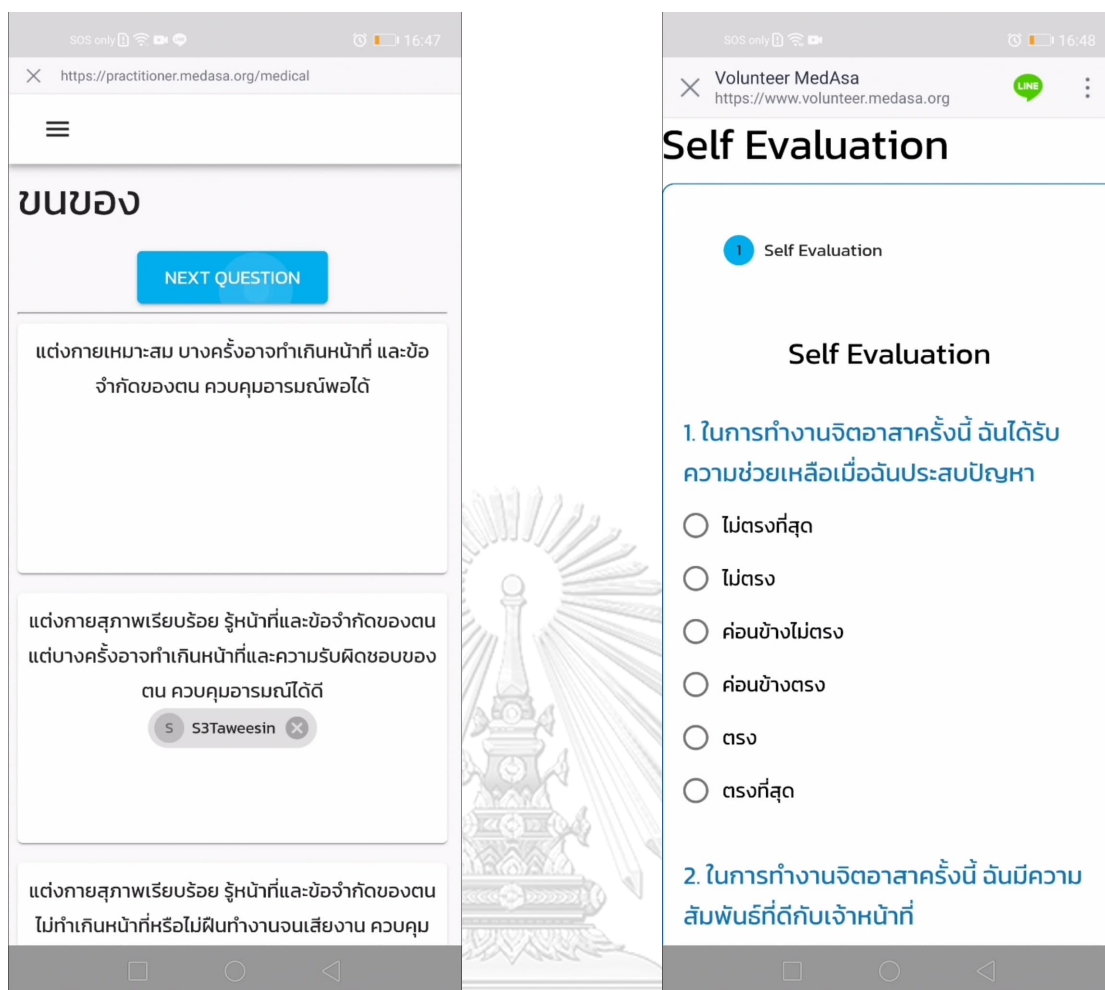 SOS only
16:47
https://practitioner.medasa.org/medical
ขนของ
NEXT QUESTION
แต่งกายเหมาะสม บางครั้งอาจทำเกินหน้าที่ และข้อ
จำกัดของตน ควบคุมอารมณ์พอได้
แต่งกายสุภาพเรียบร้อย รู้หน้าที่และข้อจำกัดของตน
แต่บางครั้งอาจทำเกินหน้าที่และความรับผิดชอบของ
ตน ควบคุมอารมณ์ได้ดี
S S3Taweesin
แต่งกายสุภาพเรียบร้อย รู้หน้าที่และข้อจำกัดของตน
ไม่ทำเกินหน้าที่หรือไม่ฝืนทำงานจนเสียงาน ควบคุม
SOS only
16:48
Volunteer MedAsa
https://www.volunteer.medasa.org
LINE
Self Evaluation
1 Self Evaluation
Self Evaluation
1. ในการทำงานจิตอาสาครั้งนี้ ฉันได้รับ
ความช่วยเหลือเมื่อฉันประสบปัญหา
ไม่ตรงที่สุด
ไม่ตรง
ค่อนข้างไม่ตรง
ค่อนข้างตรง
ตรง
ตรงที่สุด
2. ในการทำงานจิตอาสาครั้งนี้ ฉันมีความ
สัมพันธ์ที่ดีกับเจ้าหน้าที่